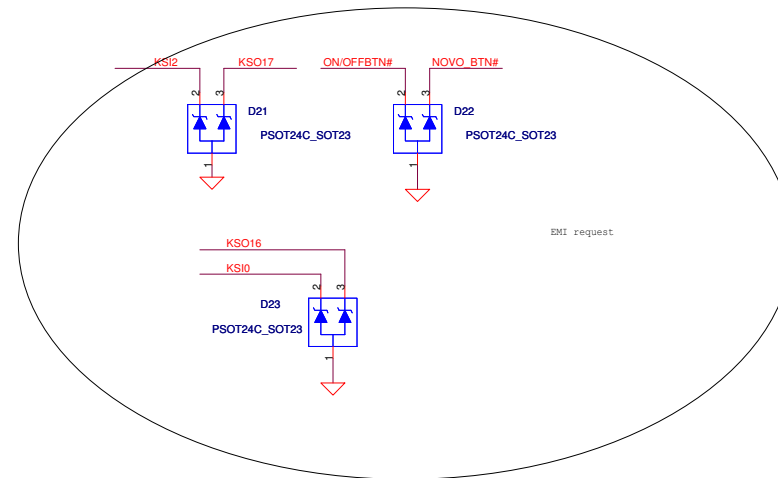 KSI2
KSO17
ON/OFFBTN#
NOVO_BTN#
2
3
2
3
D21
D22
PSOT24C_SOT23
PSOT24C_SOT23
1
1
EMI request
KSO16
KSI0
2
3
D23
PSOT24C_SOT23
1